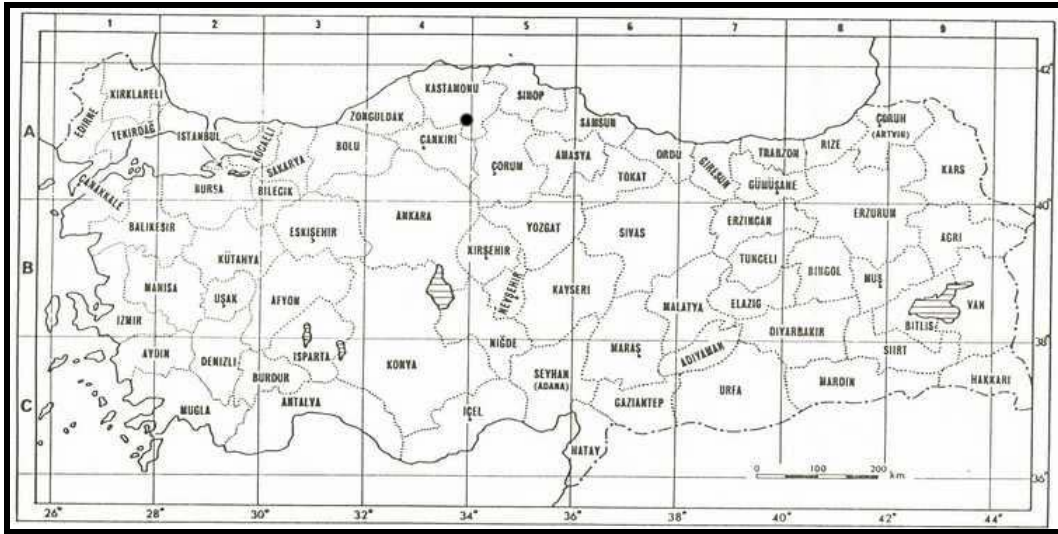 1 2 3 4 5 6 7 8 9
42°
KIRKLARELİ
EDİRNE
TEKİRDAĞ
İSTANBUL
KOCALİ
SAKARYA
BOLU
ZONGULDAK
KASTAMONU
SİNOP
ÇANKIRI
SAMSUN
ÇORUM
AMASYA
TOKAT
ORDU
GİRESUN
TRABZON
GÜMÜŞANE
RİZE
ÇORUH
(ARTVİN)
KARS
A
ÇANAKKALE
BURSA
BİLECİK
40°
BALIKESİR
KÜTAHYA
ESKİŞEHİR
ANKARA
KIRŞEHİR
YOZGAT
SİVAS
ERZİNCAN
ERZURUM
AGRI
B
MANİSA
UŞAK
AFYON
NEVŞEHİR
KAYSERİ
MALATYA
TUNCELİ
ELAZIG
BİNGOL
MUŞ
VAN
BİTLİS
İZMİR
AYDIN
DENİZLİ
ISPARTA
BURDUR
KONYA
NİĞDE
MARAŞ
ADIYAMAN
DİYARBAKIR
SİİRT
38°
C
MUGLA
ANTALYA
İÇEL
SEYHAN
(ADANA)
GAZİANTEP
URFA
MARDİN
HAKKARİ
HATAY
0 100 200 km
36°
26° 28° 30° 32° 34° 36° 38° 40° 42° 44°